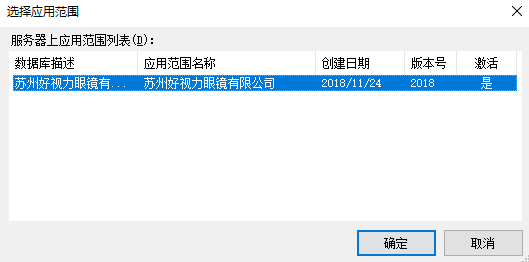 选择应用范围
服务器上应用范围列表(D):
数据库描述 应用范围名称 创建日期 版本号 激活
苏州好视力眼镜有... 苏州好视力眼镜有限公司 2018/11/24 2018 是
确定 取消